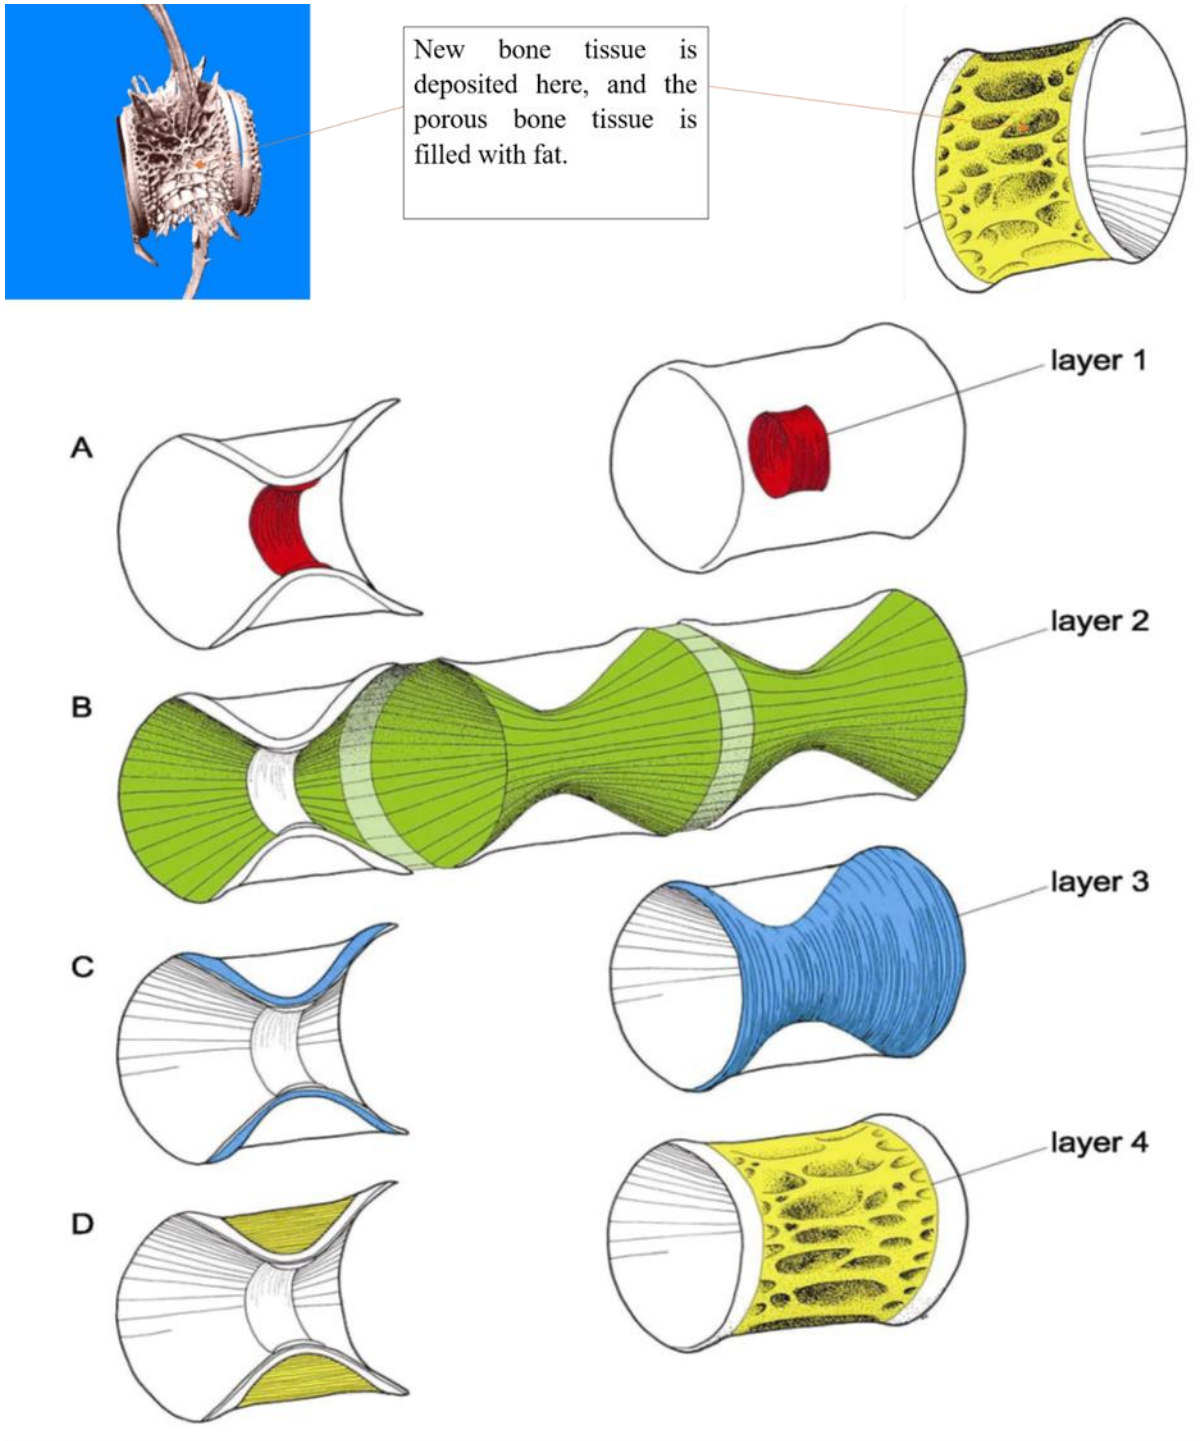 New bone tissue is
deposited here, and the
porous bone tissue is
filled with fat.
layer 1
A
layer 2
B
layer 3
C
layer 4
D